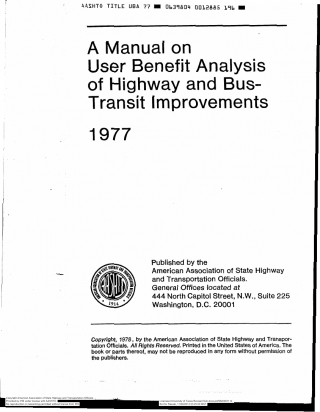 AASHTO TITLE UBA 77 ■ 0639804 0012885 196 ■
A Manual on
User Benefit Analysis
of Highway and Bus-
Transit Improvements
1977
Published by the
American Association of State Highway
and Transportation Officials.
General Offices located at
444 North Capitol Street, N.W., Suite 225
Washington, D.C. 20001
1914
Copyright, 1978, by the American Association of State Highway and Transpor-
tation Officials. All Rights Reserved. Printed in the United States of America. The
book or parts thereof, may not be reproduced in any form without permission of
the publishers.